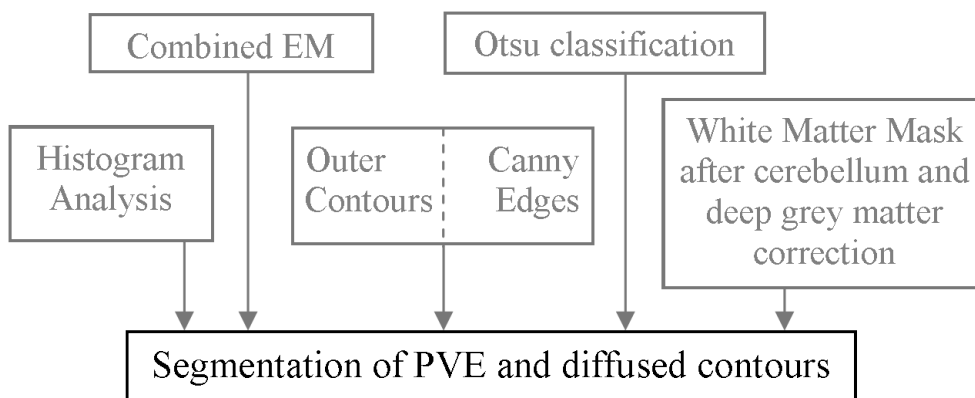 Combined EM
Otsu classification
Histogram
Analysis
Outer
Contours
Canny
Edges
White Matter Mask
after cerebellum and
deep grey matter
correction
Segmentation of PVE and diffused contours